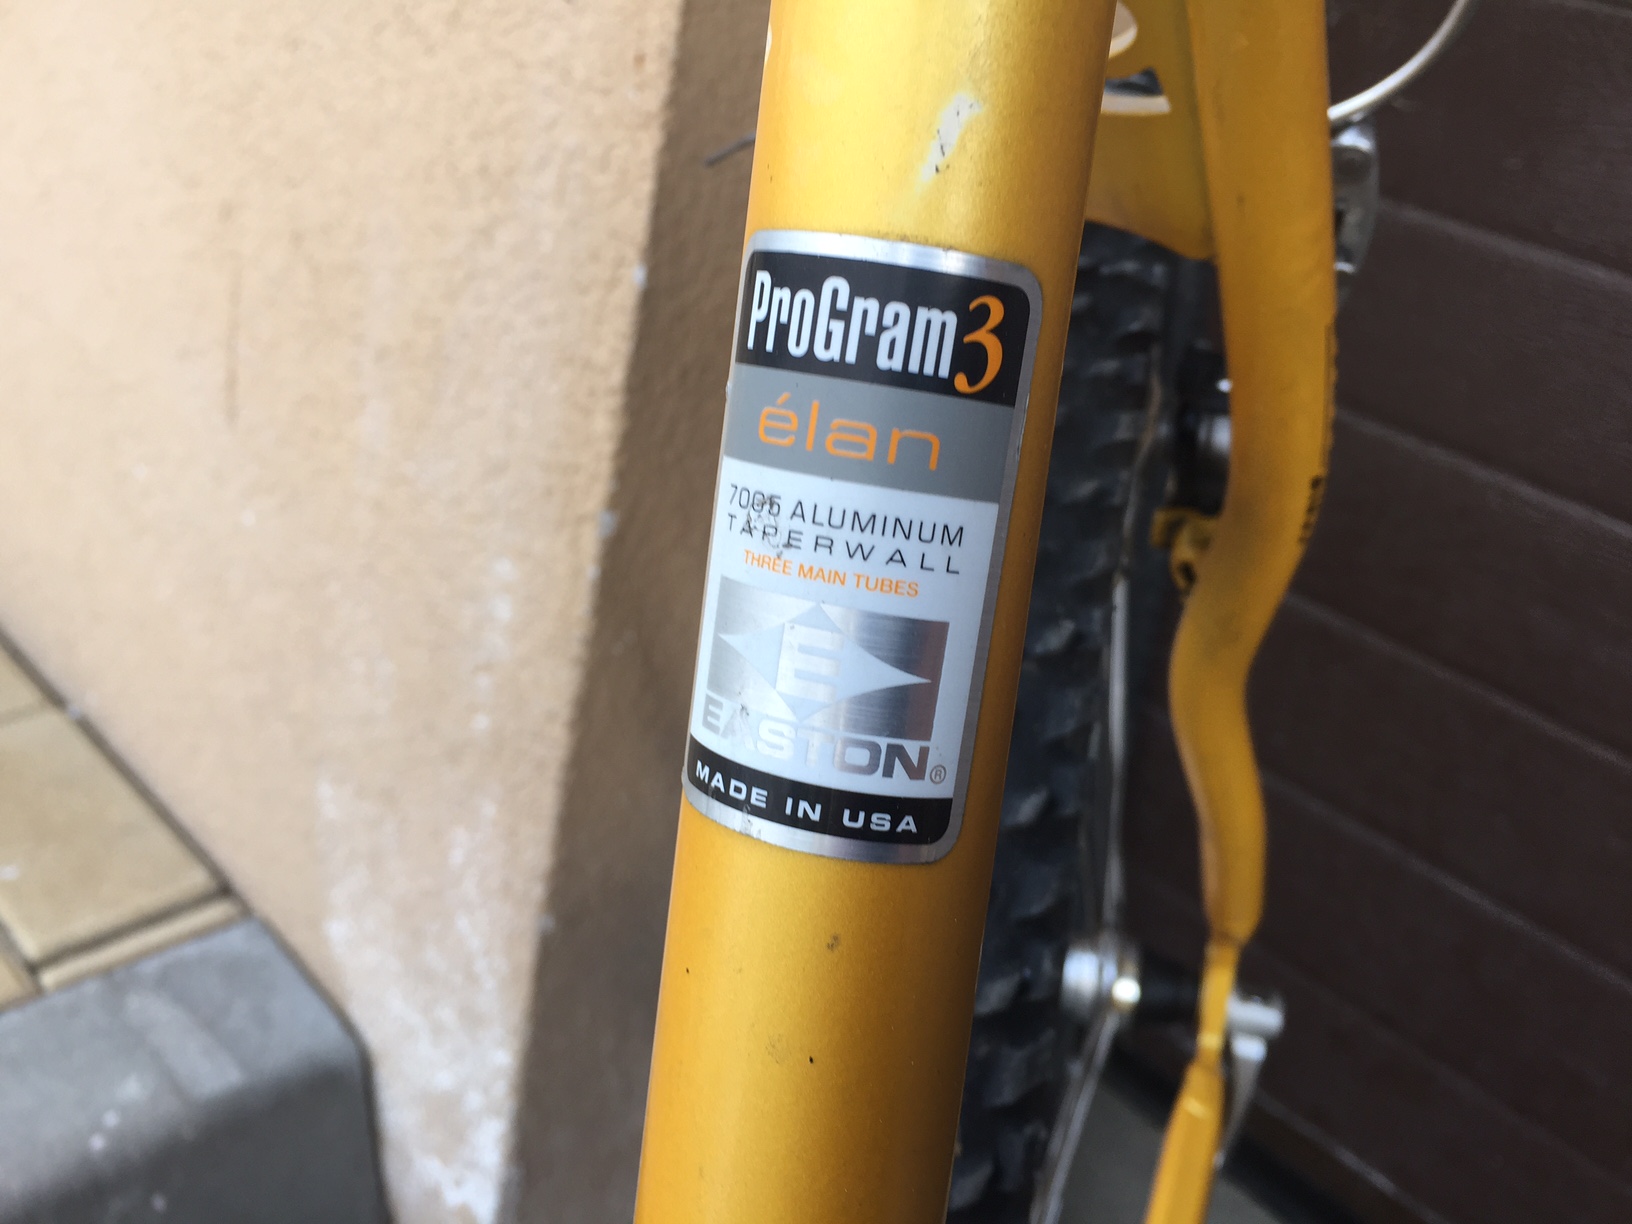 ProGram3
élan
7005 ALUMINUM
TAPERWALL
THREE MAIN TUBES
E
EASTON®
MADE IN USA